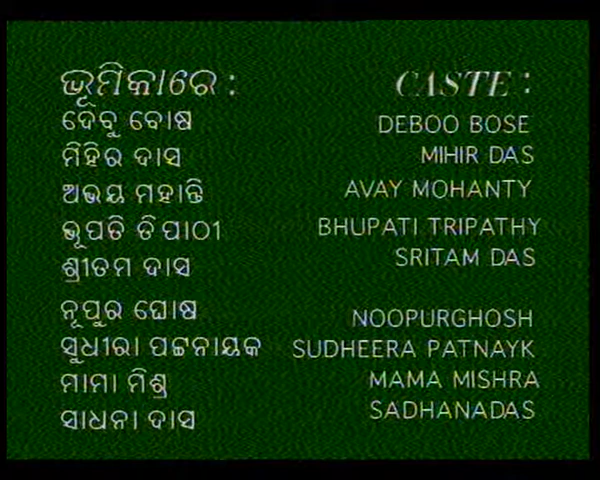 ଭୂମିକାରେ : CASTE :
ଦେବୁ ବୋଷ DEBOO BOSE
ମିହିର ଦାସ MIHIR DAS
ଅଭୟ ମହାନ୍ତି AVAY MOHANTY
ଭୂପତି ତିପାଠୀ BHUPATI TRIPATHY
ଶ୍ରୀତମ ଦାସ SRITAM DAS
ନୂପୁର ଘୋଷ NOOPURGHOSH
ସୁଧୀରା ପଟ୍ଟନାୟକ SUDHEERA PATNAYK
ମାମା ମିଶ୍ର MAMA MISHRA
ସାଧନା ଦାସ SADHANADAS